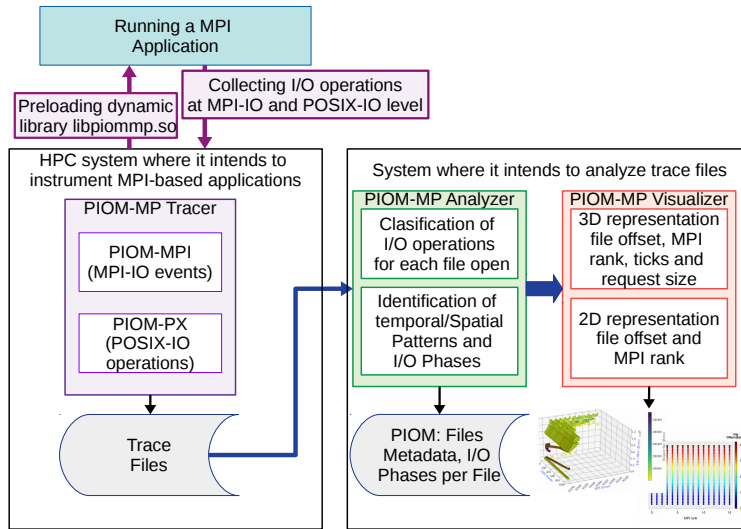 Running a MPI
Application
Preloading dynamic
library libpiommp.so
Collecting I/O operations
at MPI-IO and POSIX-IO level
HPC system where it intends to
instrument MPI-based applications
PIOM-MP Tracer
PIOM-MPI
(MPI-IO events)
PIOM-PX
(POSIX-IO
operations)
Trace
Files
System where it intends to analyze trace files
PIOM-MP Analyzer
Clasification of
I/O operations
for each file open
Identification of
temporal/Spatial
Patterns and
I/O Phases
PIOM: Files
Metadata, I/O
Phases per File
PIOM-MP Visualizer
3D representation
file offset, MPI
rank, ticks and
request size
2D representation
file offset and
MPI rank
MPI rank